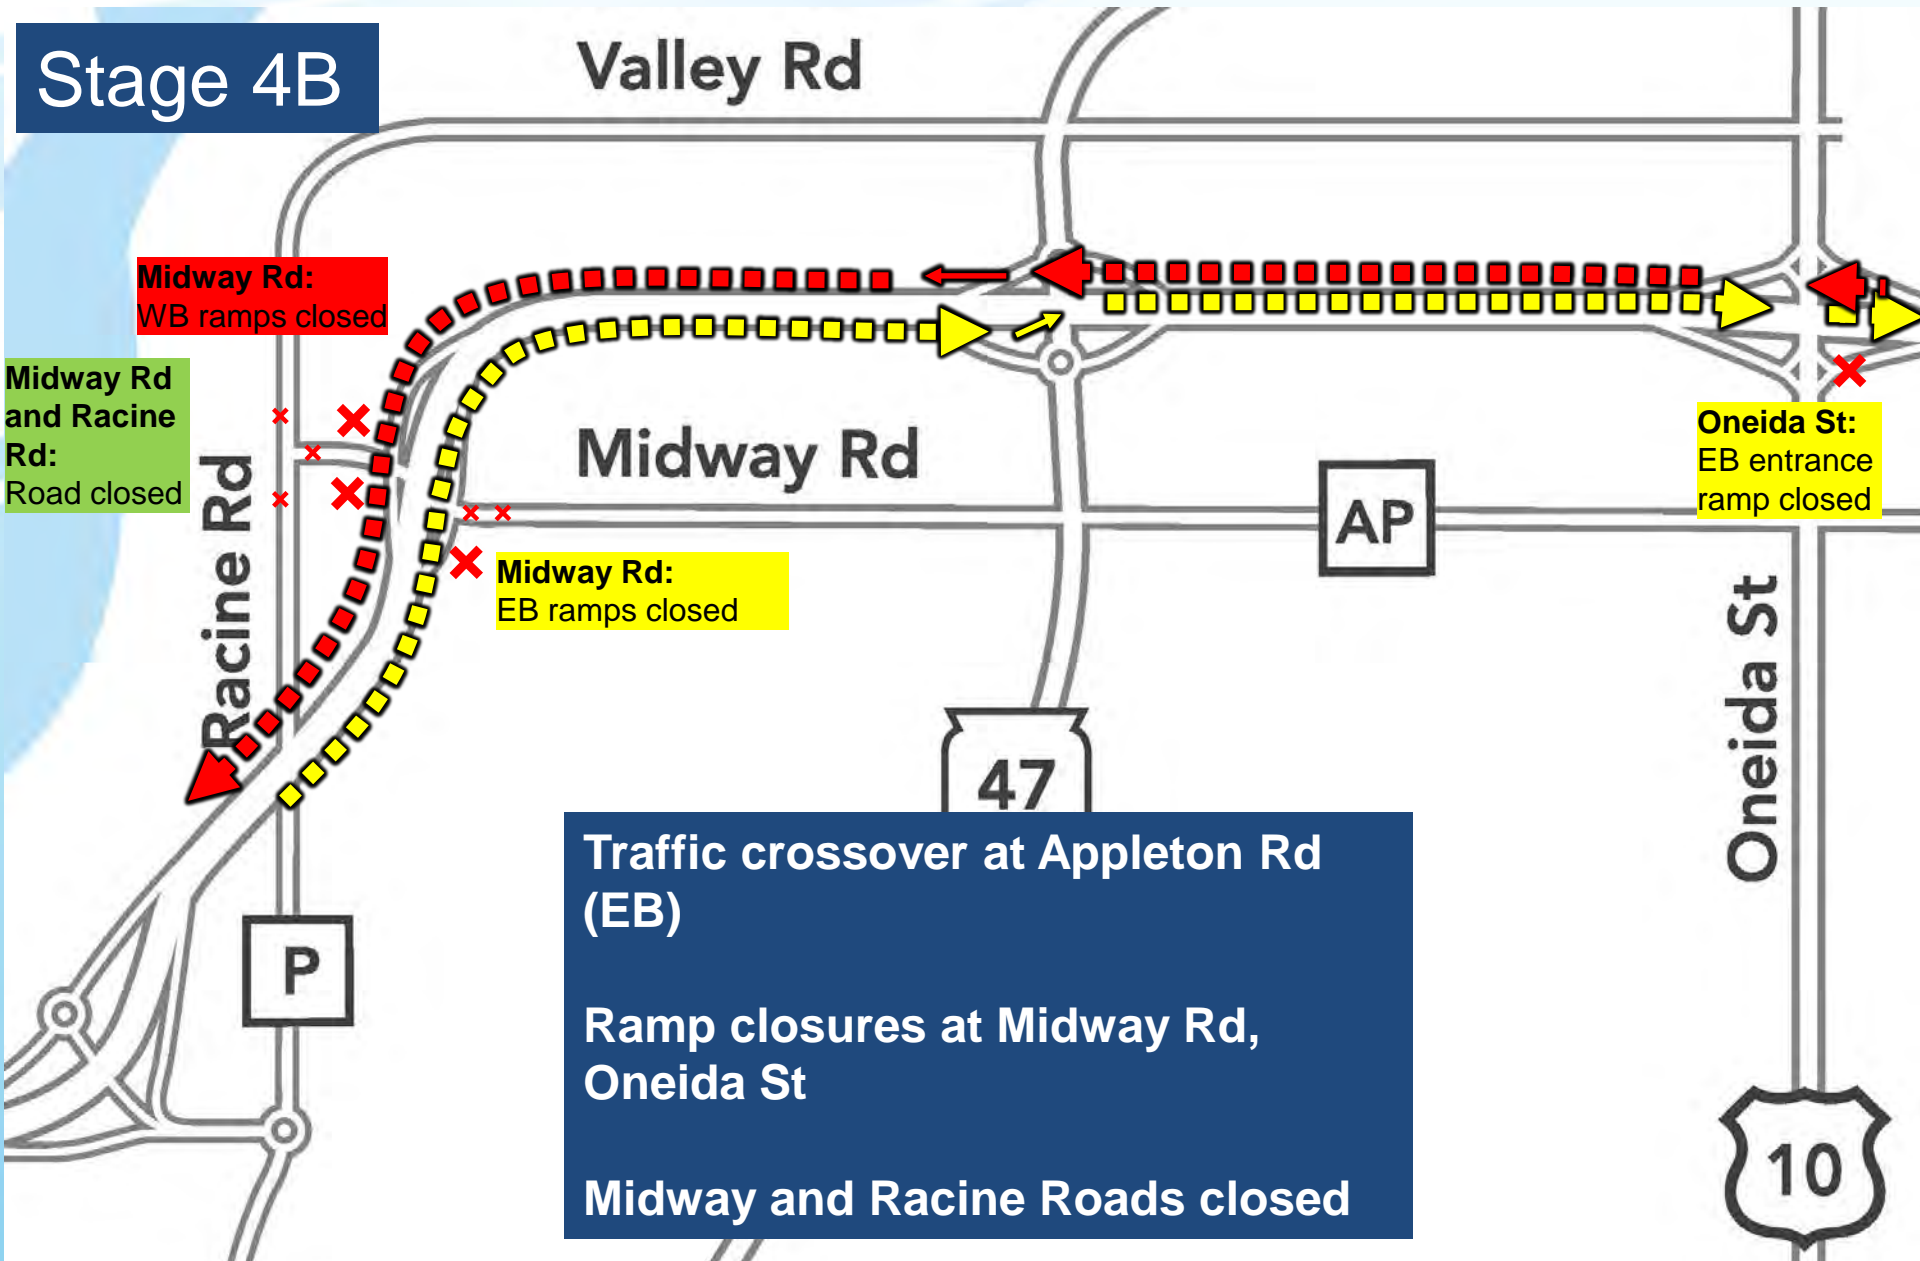 Stage 4B
Valley Rd
Midway Rd:
WB ramps closed
Midway Rd
and Racine
Rd:
Road closed
Racine Rd
Midway Rd
AP
Oneida St:
EB entrance
ramp closed
Midway Rd:
EB ramps closed
Oneida St
47
P
10
Traffic crossover at Appleton Rd
(EB)
Ramp closures at Midway Rd,
Oneida St
Midway and Racine Roads closed